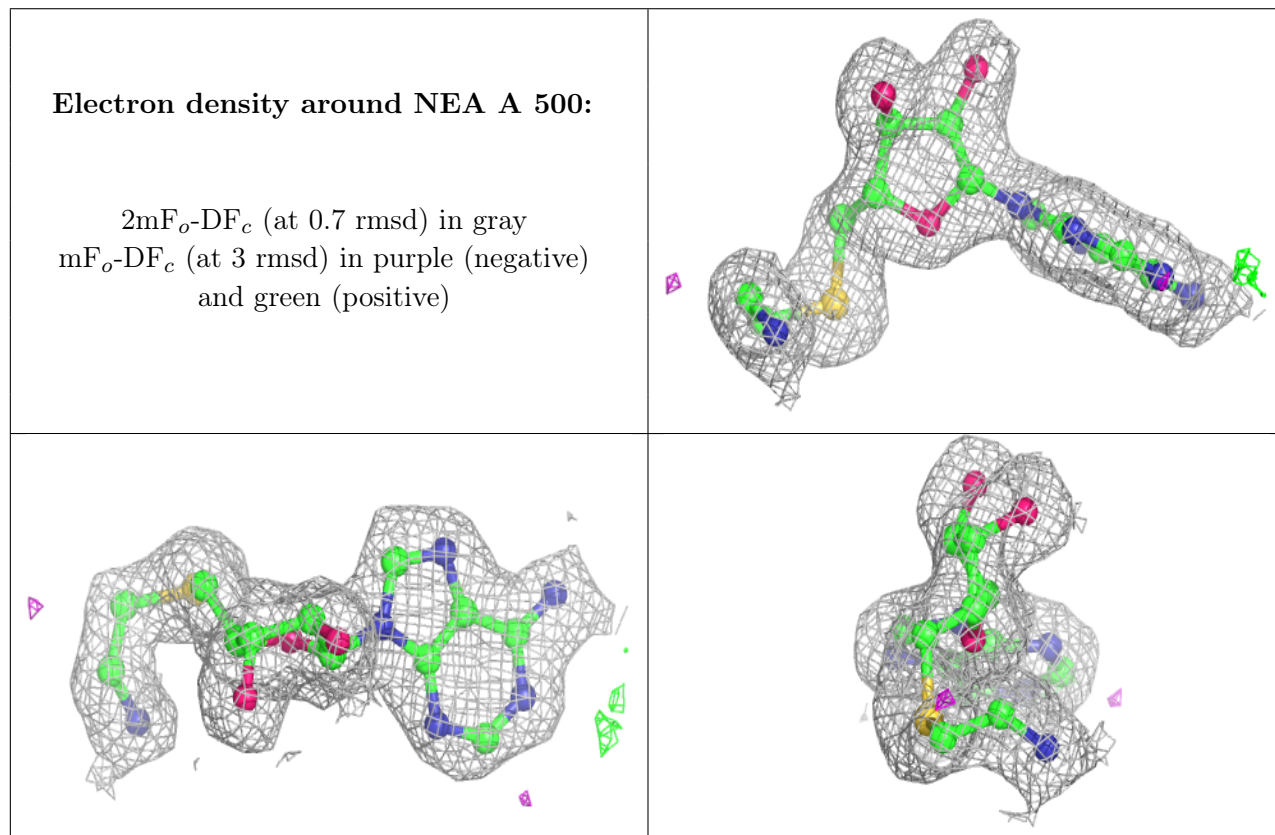 Electron density around NEA A 500:
2mFo-DFc (at 0.7 rmsd) in gray
mFo-DFc (at 3 rmsd) in purple (negative)
and green (positive)